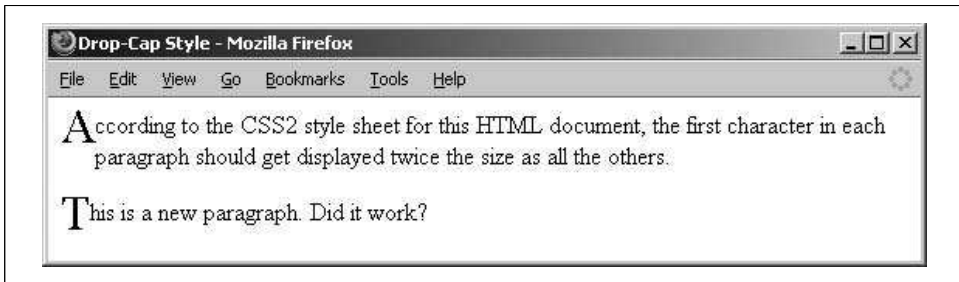 Drop-Cap Style - Mozilla Firefox
File Edit View Go Bookmarks Tools Help
According to the CSS2 style sheet for this HTML document, the first character in each
paragraph should get displayed twice the size as all the others.
This is a new paragraph. Did it work?